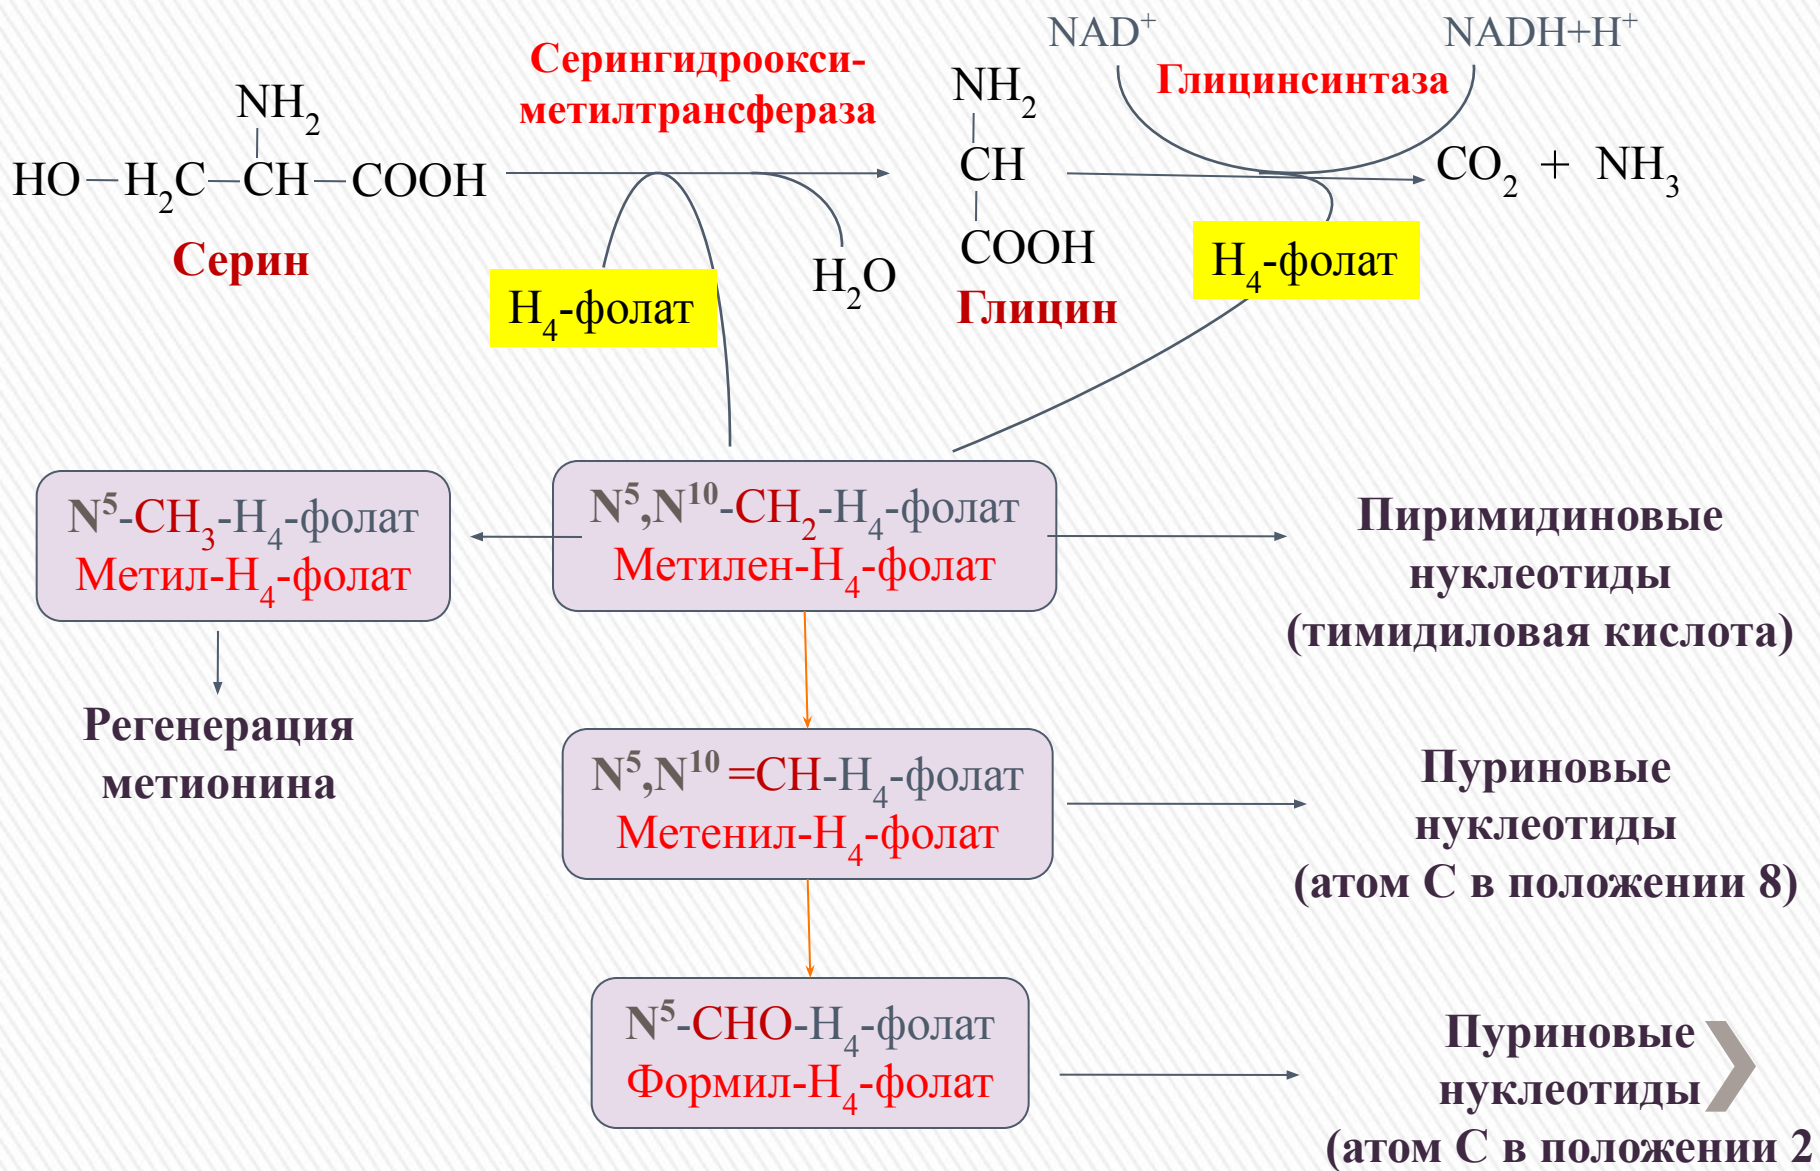 NAD⁺
NADH+H⁺
Серингидроокси-
метилтрансфераза
Глицинсинтаза
NH₂
HO–H₂C–CH–COOH
Серин
H₄-фолат
H₂O
NH₂
CH
COOH
Глицин
H₄-фолат
CO₂ + NH₃
N⁵-CH₃-H₄-фолат
Метил-H₄-фолат
N⁵,N¹⁰-CH₂-H₄-фолат
Метилен-H₄-фолат
Пиримидиновые
нуклеотиды
(тимидиловая кислота)
Регенерация
метионина
N⁵,N¹⁰=CH-H₄-фолат
Метенил-H₄-фолат
Пуриновые
нуклеотиды
(атом С в положении 8)
N⁵-CHO-H₄-фолат
Формил-H₄-фолат
Пуриновые
нуклеотиды
(атом С в положении 2